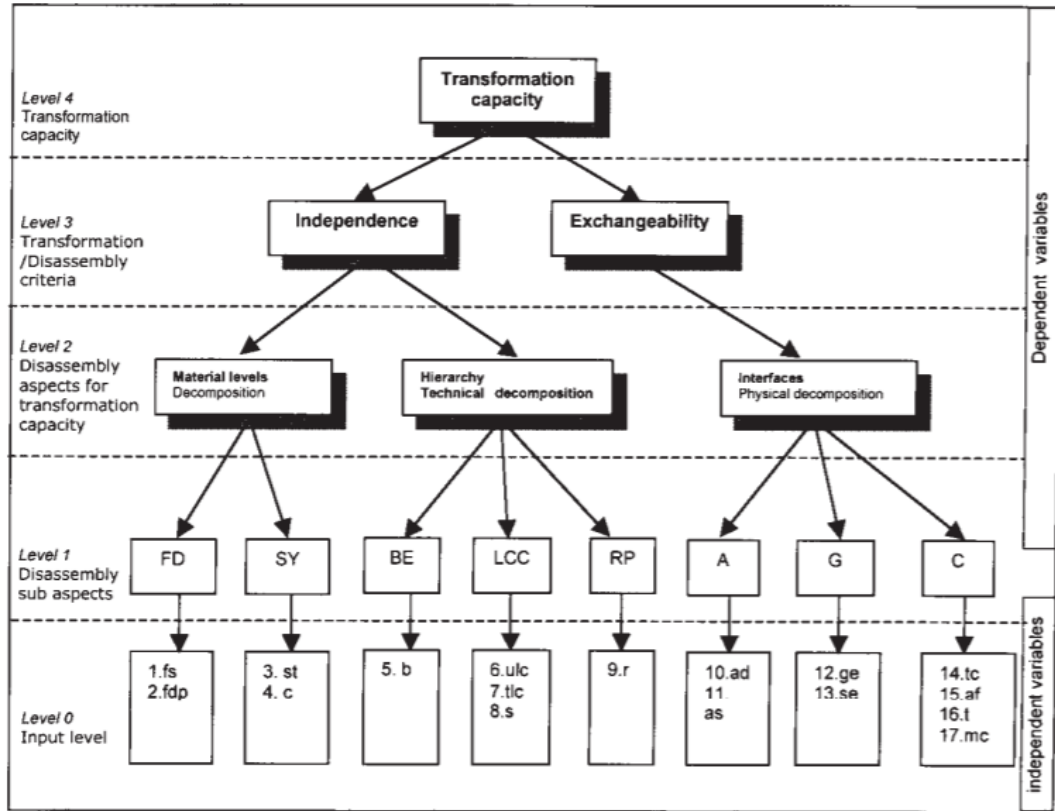 Level 4
Transformation
capacity
Transformation
capacity
Level 3
Transformation
/Disassembly
criteria
Independence
Exchangeability
Level 2
Disassembly
aspects for
transformation
capacity
Material levels
Decomposition
Hierarchy
Technical decomposition
Interfaces
Physical decomposition
Level 1
Disassembly
sub aspects
FD
SY
BE
LCC
RP
A
G
C
Level 0
Input level
1.fs
2.fdp
3. st
4. c
5. b
6.ulc
7.tlc
8.s
9.r
10.ad
11.
as
12.ge
13.se
14.tc
15.af
16.t
17.mc
Dependent variables
independent variables